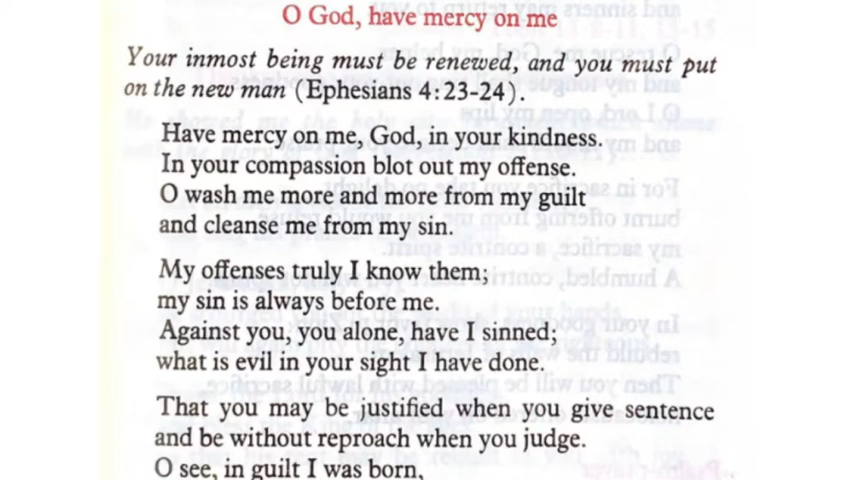 O God, have mercy on me
Your inmost being must be renewed, and you must put
on the new man (Ephesians 4:23-24).
Have mercy on me, God, in your kindness.
In your compassion blot out my offense.
O wash me more and more from my guilt
and cleanse me from my sin.
My offenses truly I know them;
my sin is always before me.
Against you, you alone, have I sinned;
what is evil in your sight I have done.
That you may be justified when you give sentence
and be without reproach when you judge.
O see, in guilt I was born,